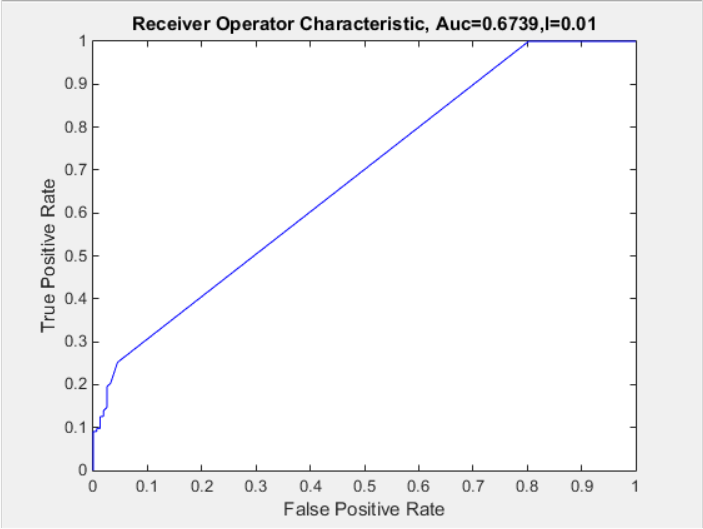 Receiver Operator Characteristic, Auc=0.6739,l=0.01
1
0.9
0.8
0.7
0.6
0.5
0.4
0.3
0.2
0.1
0
True Positive Rate
0 0.1 0.2 0.3 0.4 0.5 0.6 0.7 0.8 0.9 1
False Positive Rate